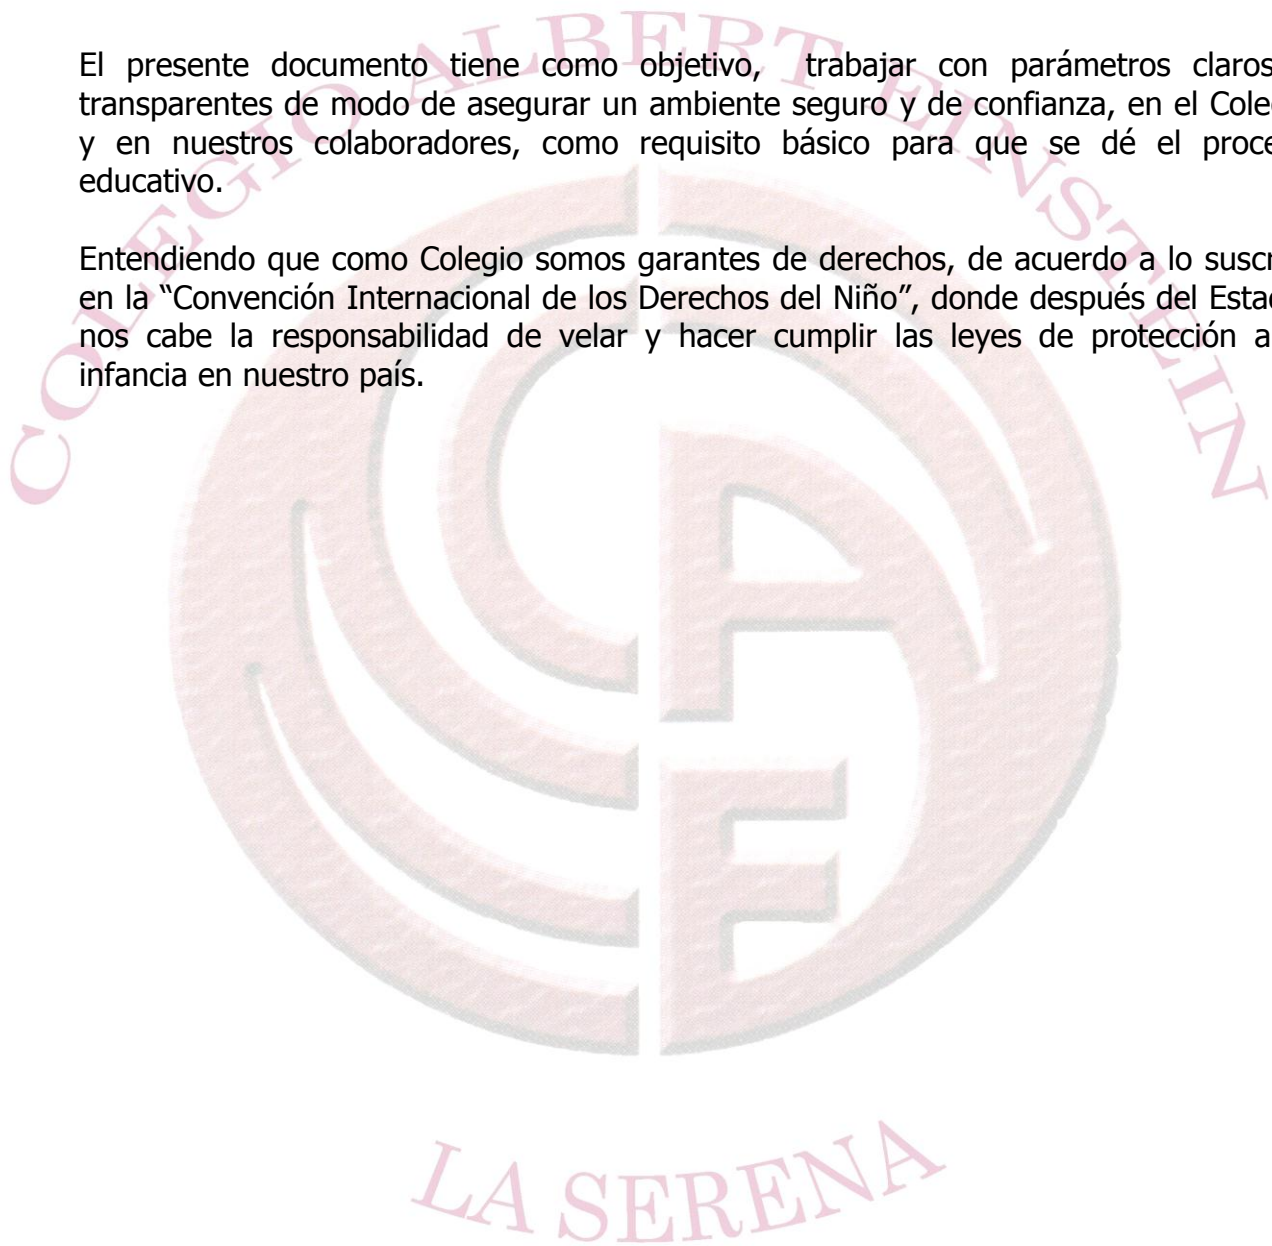 COLEGIO ALBERT EINSTEIN
El presente documento tiene como objetivo, trabajar con parámetros claros
transparentes de modo de asegurar un ambiente seguro y de confianza, en el Coleg
y en nuestros colaboradores, como requisito básico para que se dé el proce
educativo.
Entendiendo que como Colegio somos garantes de derechos, de acuerdo a lo suscr
en la “Convención Internacional de los Derechos del Niño”, donde después del Estad
nos cabe la responsabilidad de velar y hacer cumplir las leyes de protección a
infancia en nuestro país.
CAE
LA SERENA